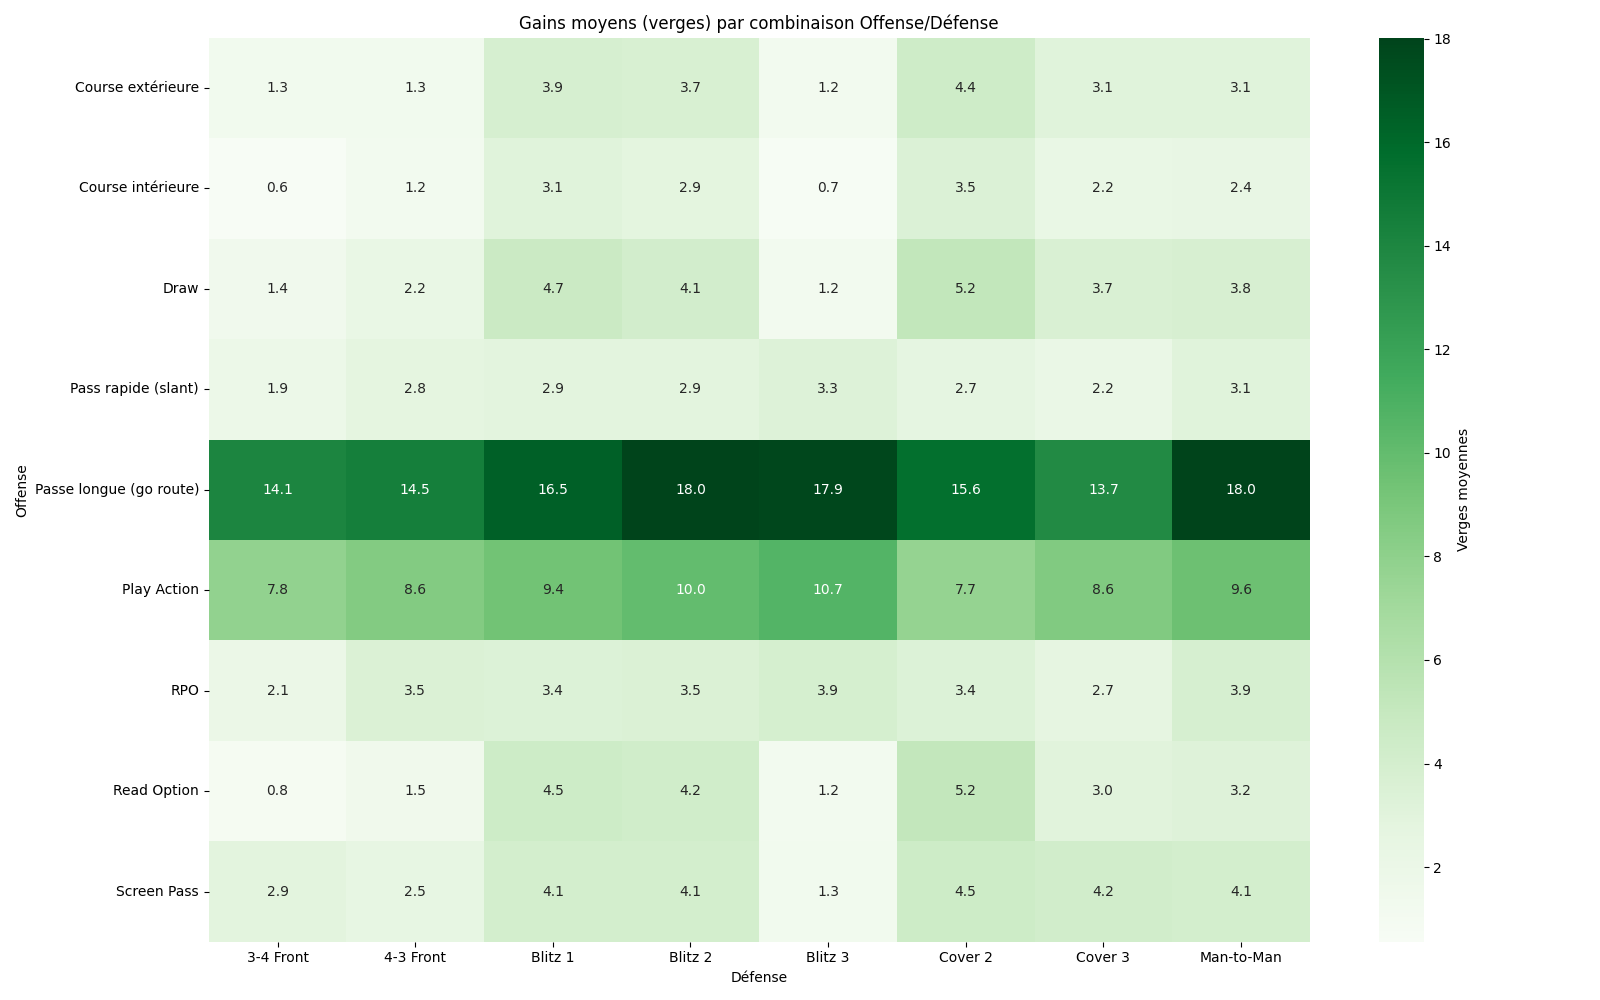 Gains moyens (verges) par combinaison Offense/Défense
Offense
Course extérieure 1.3 1.3 3.9 3.7 1.2 4.4 3.1 3.1
Course intérieure 0.6 1.2 3.1 2.9 0.7 3.5 2.2 2.4
Draw 1.4 2.2 4.7 4.1 1.2 5.2 3.7 3.8
Pass rapide (slant) 1.9 2.8 2.9 2.9 3.3 2.7 2.2 3.1
Passe longue (go route) 14.1 14.5 16.5 18.0 17.9 15.6 13.7 18.0
Play Action 7.8 8.6 9.4 10.0 10.7 7.7 8.6 9.6
RPO 2.1 3.5 3.4 3.5 3.9 3.4 2.7 3.9
Read Option 0.8 1.5 4.5 4.2 1.2 5.2 3.0 3.2
Screen Pass 2.9 2.5 4.1 4.1 1.3 4.5 4.2 4.1
3-4 Front 4-3 Front Blitz 1 Blitz 2 Blitz 3 Cover 2 Cover 3 Man-to-Man
Défense
18
16
14
12
10
8
6
4
2
Verges moyennes